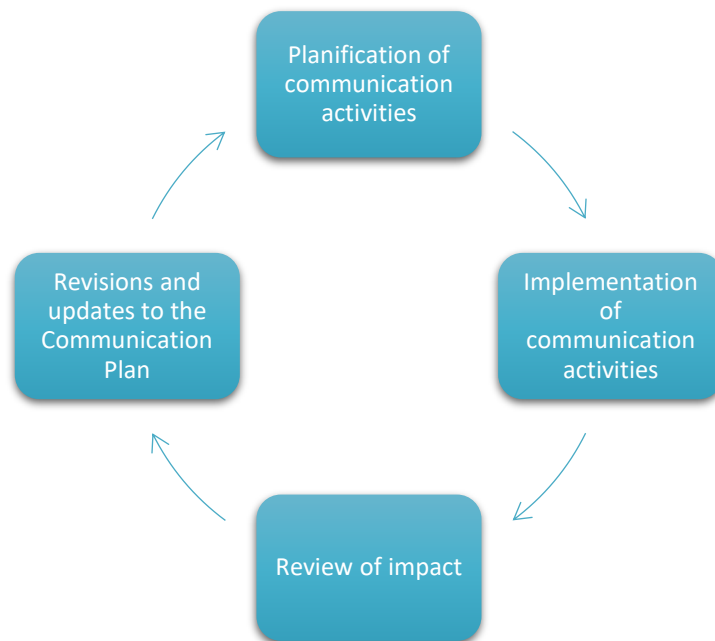 Planification of
communication
activities
Implementation
of
communication
activities
Review of impact
Revisions and
updates to the
Communication
Plan